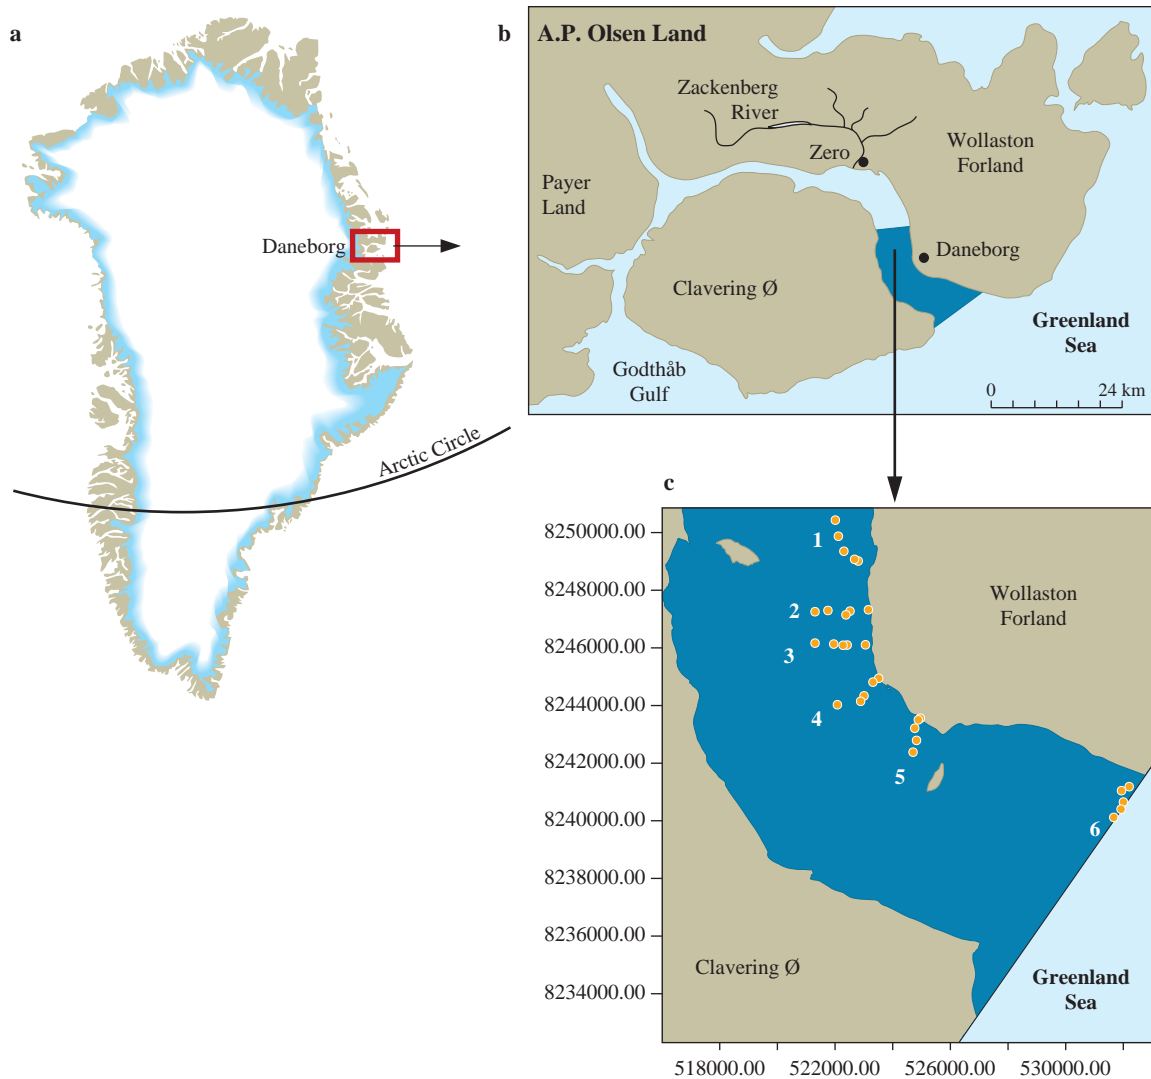 a
Daneborg
Arctic Circle
b
A.P. Olsen Land
Zackenberg
River
Zero
Wollaston
Forland
Payer
Land
Daneborg
Clavering Ø
Greenland
Sea
Godthåb
Gulf
0 24 km
c
8250000.00
8248000.00
8246000.00
8244000.00
8242000.00
8240000.00
8238000.00
8236000.00
8234000.00
1
2
3
4
5
6
Wollaston
Forland
Clavering Ø
Greenland
Sea
518000.00 522000.00 526000.00 530000.00